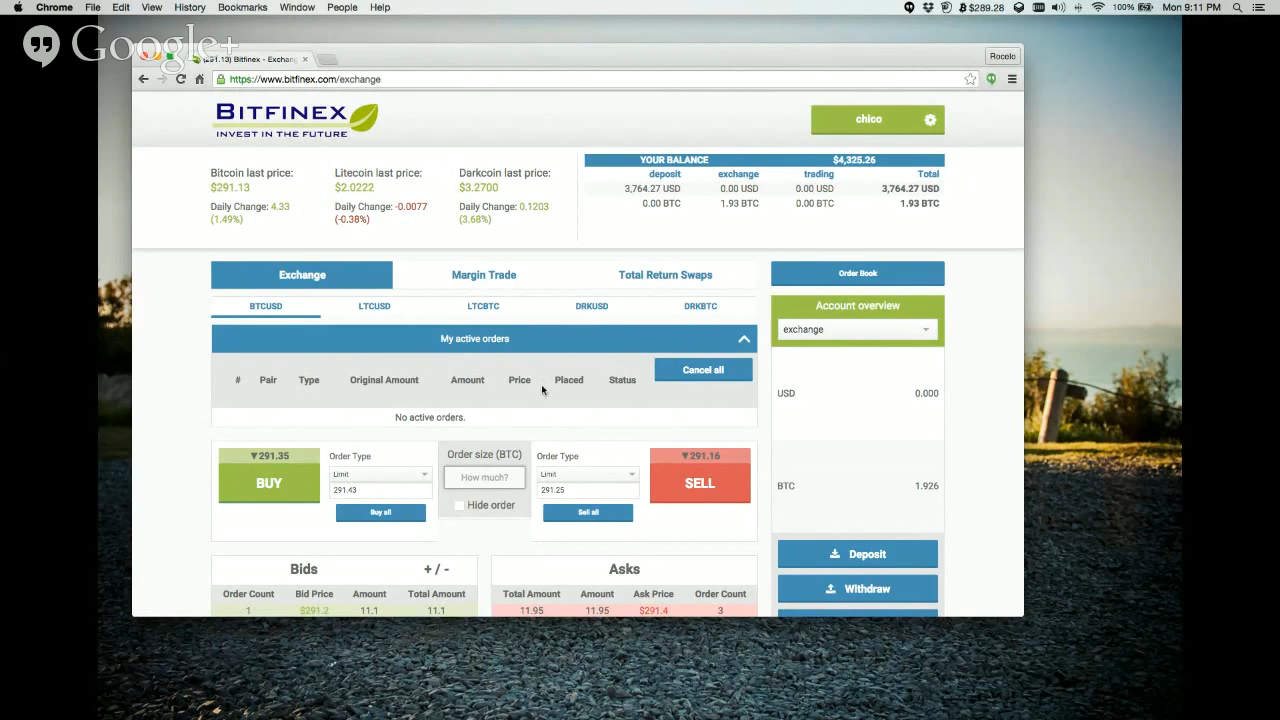 Chrome File Edit View History Bookmarks Window People Help
$289.28 100% Mon 9:11 PM
Google+
(291.13) Bitfinex - Exchang
Rocelo
https://www.bitfinex.com/exchange
BITFINEX
INVEST IN THE FUTURE
chico
Bitcoin last price: Litecoin last price: Darkcoin last price:
$291.13 $2.0222 $3.2700
Daily Change: 4.33 Daily Change: -0.0077 Daily Change: 0.1203
(1.49%) (-0.38%) (3.68%)
YOUR BALANCE $4,325.26
deposit exchange trading Total
3,764.27 USD 0.00 USD 0.00 USD 3,764.27 USD
0.00 BTC 1.93 BTC 0.00 BTC 1.93 BTC
Exchange Margin Trade Total Return Swaps
BTCUSD LTCUSD LTCBTC DRKUSD DRKBTC
My active orders
# Pair Type Original Amount Amount Price Placed Status Cancel all
No active orders.
▼291.35
BUY
Order Type
Limit
291.43
Buy all
Order size (BTC)
How much?
Hide order
Order Type
Limit
291.25
Sell all
▼291.16
SELL
Bids + / -
Order Count Bid Price Amount Total Amount
1 $291.2 11.1 11.1
Asks
Total Amount Amount Ask Price Order Count
11.95 11.95 $291.4 3
Order Book
Account overview
exchange
USD 0.000
BTC 1.926
Deposit
Withdraw